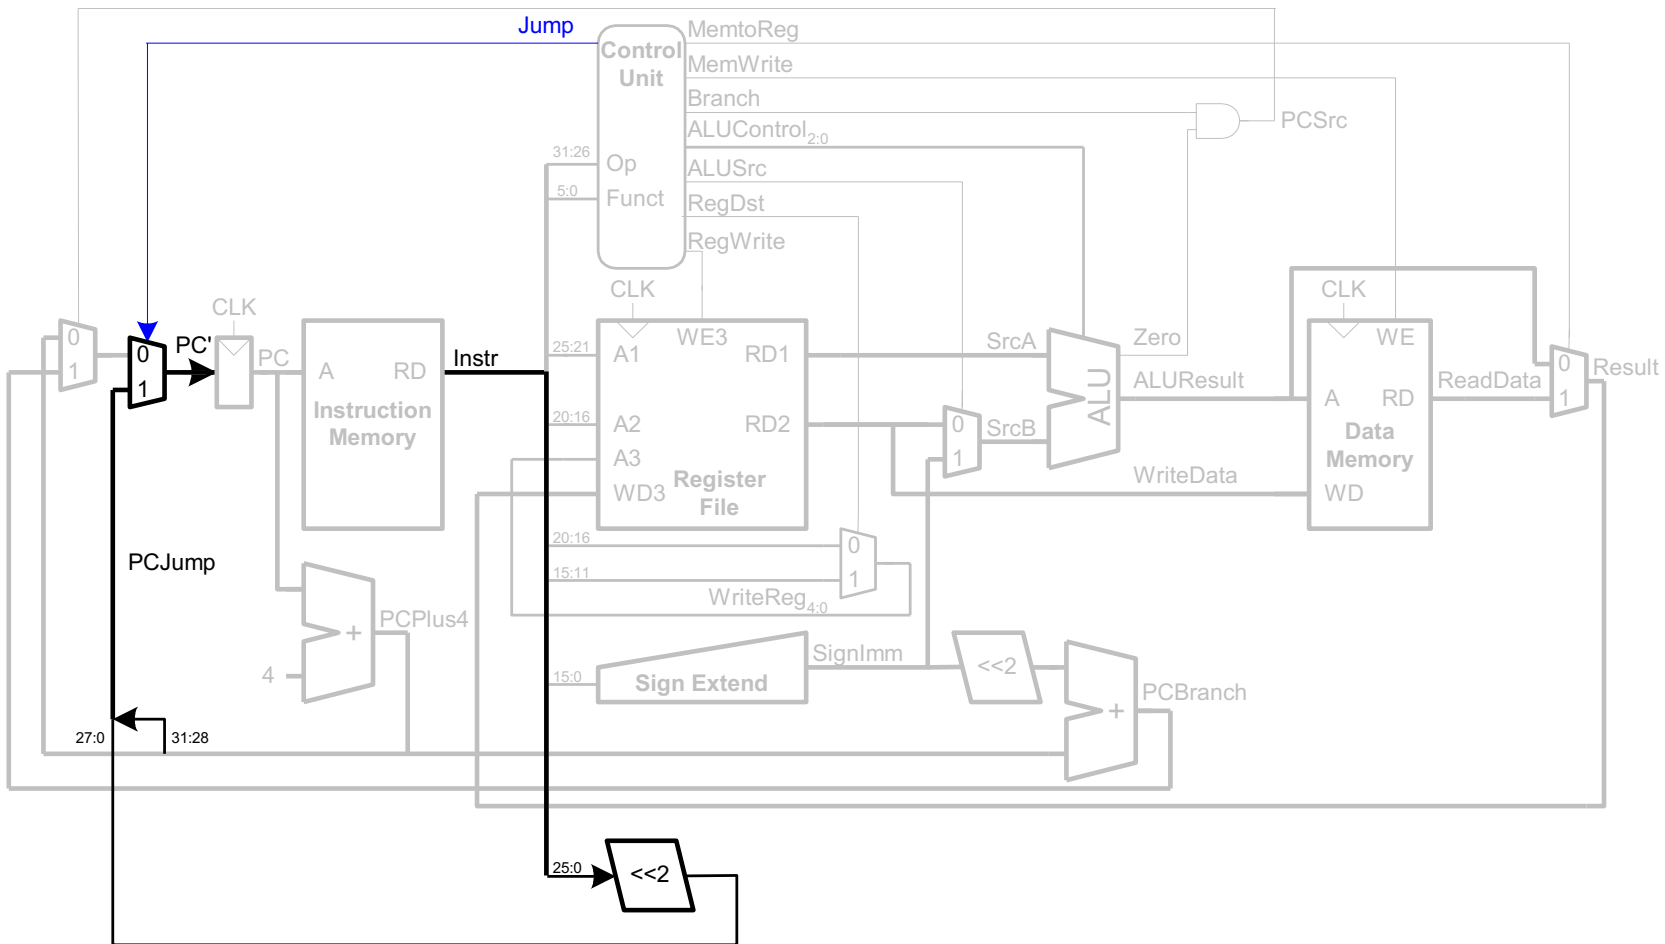 Jump
MemtoReg
Control
Unit
MemWrite
Branch
PCSrc
ALUControl2:0
31:26
Op
ALUSrc
5:0
Funct
RegDst
RegWrite
CLK
CLK
CLK
0
1
0
1
PC'
PC
A
RD
Instruction
Memory
Instr
25:21
A1
WE3
RD1
SrcA
Zero
ALU
ALUResult
WE
A
RD
ReadData
0
1
Result
20:16
A2
RD2
0
1
SrcB
A3
WD3
Register
File
Data
Memory
WriteData
WD
20:16
0
PCJump
15:11
1
WriteReg4:0
PCPlus4
+
4
SignImm
<<2
15:0
Sign Extend
PCBranch
+
27:0
31:28
25:0
<<2